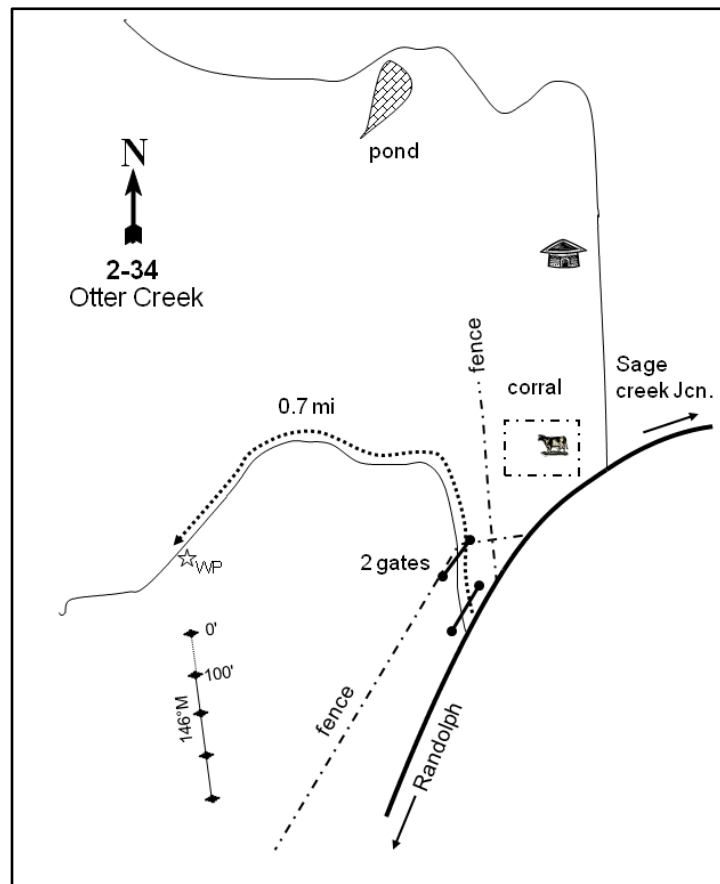 pond
N
2-34
Otter Creek
fence
Sage
creek Jcn.
corral
0.7 mi
2 gates
WP
0'
100'
146°M
fence
Randolph